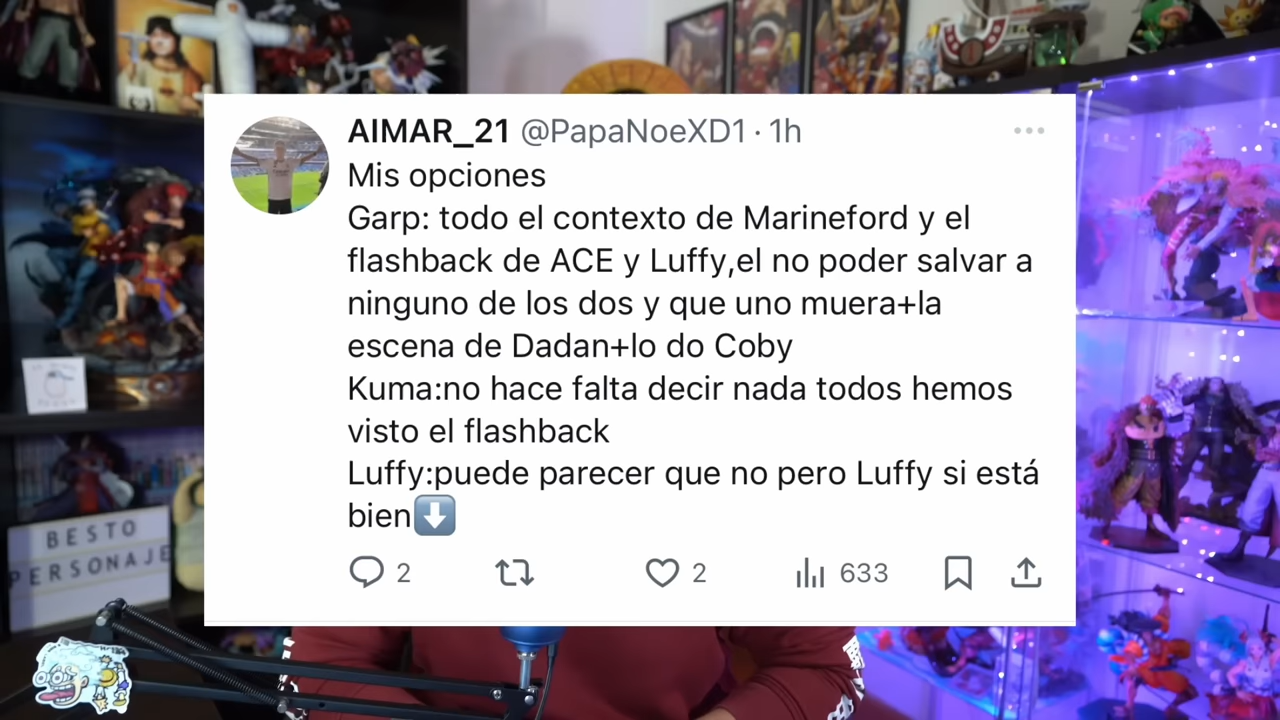 AIMAR_21 @PapaNoeXD1 · 1h
Mis opciones
Garp: todo el contexto de Marineford y el
flashback de ACE y Luffy,el no poder salvar a
ninguno de los dos y que uno muera+la
escena de Dadan+lo do Coby
Kuma:no hace falta decir nada todos hemos
visto el flashback
Luffy:puede parecer que no pero Luffy si está
bien⬇️
2
2
633
BESTO
PERSONAJE